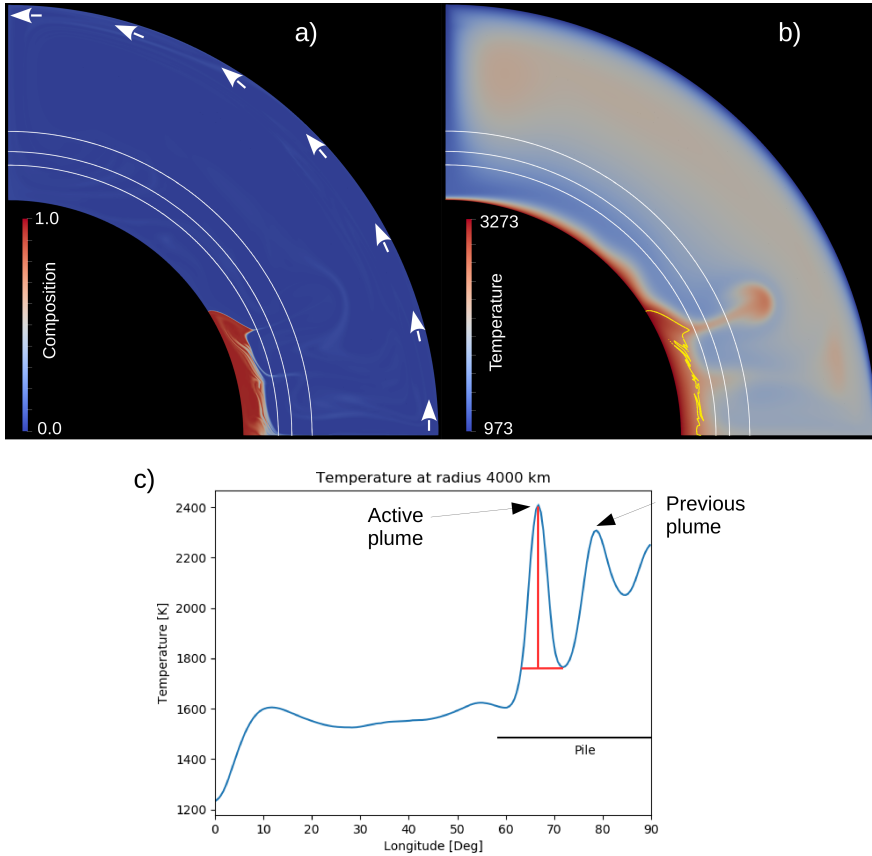 a)
b)
1.0
Composition
0.0
3273
Temperature
973
c)
Temperature at radius 4000 km
Active
plume
Previous
plume
2400
2200
2000
1800
1600
1400
1200
Temperature [K]
Pile
0 10 20 30 40 50 60 70 80 90
Longitude [Deg]